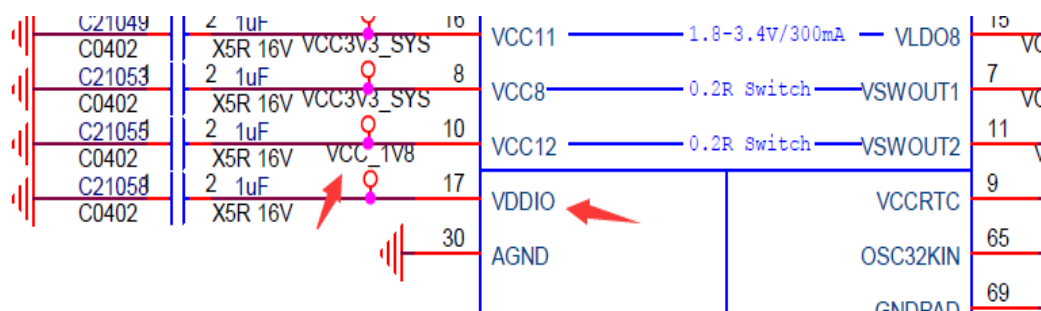 C21049 2 1uF 16 VCC11 1.8-3.4V/300mA VLDO8 15
C0402 X5R 16V VCC3V3_SYS
C21053 2 1uF 8 VCC8 0.2R Switch VSWOUT1 7
C0402 X5R 16V VCC3V3_SYS
C21055 2 1uF 10 VCC12 0.2R Switch VSWOUT2 11
C0402 X5R 16V VCC_1V8
C21058 2 1uF 17 VDDIO VCCRTC 9
C0402 X5R 16V
30 AGND OSC32KIN 65
GNDPAD 69